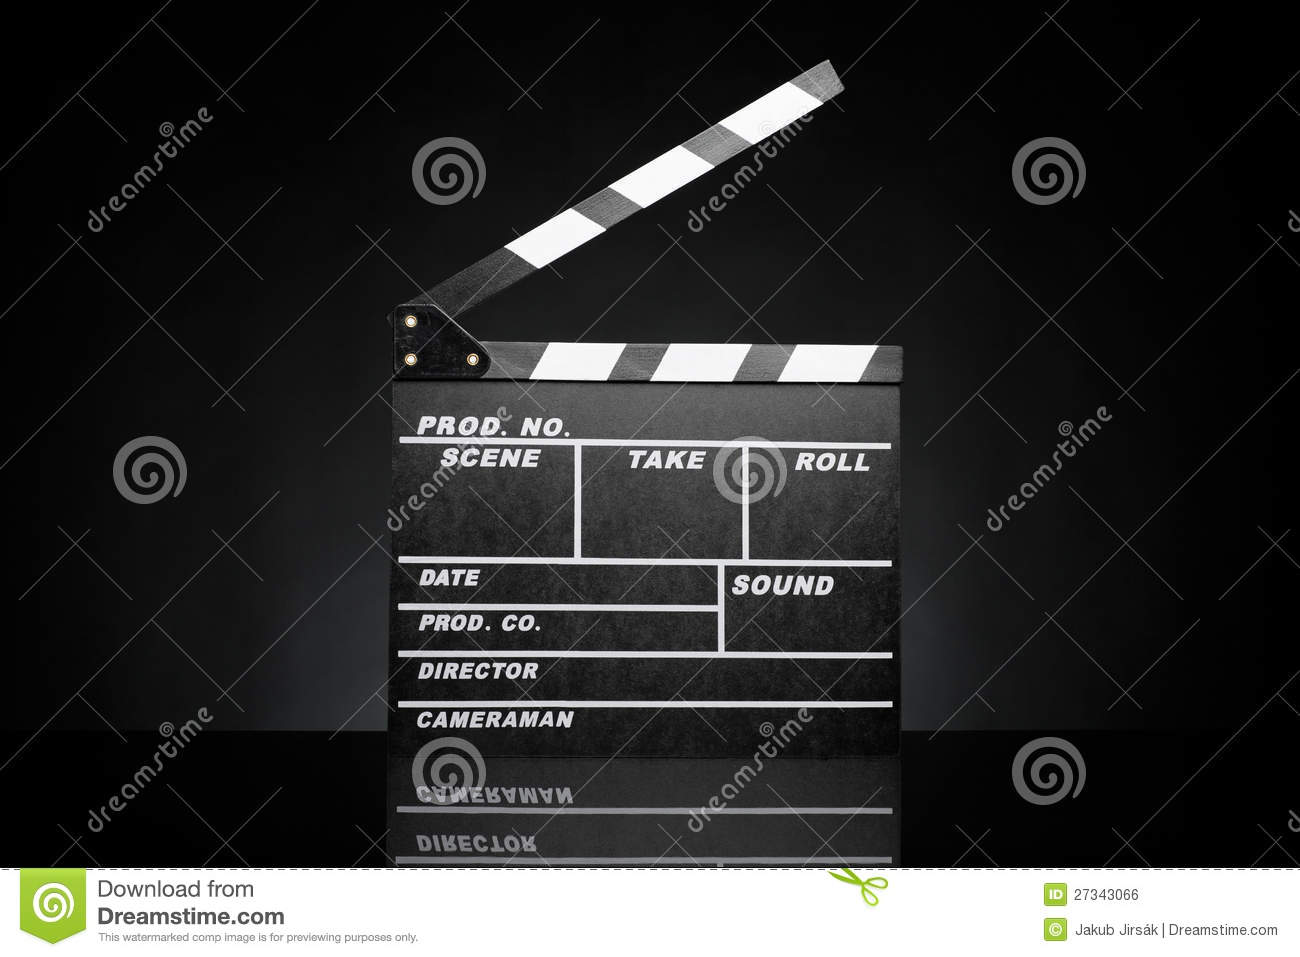 PROD. NO.
SCENE TAKE ROLL
DATE SOUND
PROD. CO.
DIRECTOR
CAMERAMAN
CAMERAMAN
DIRECTOR
dreamstime
dreamstime
dreamstime
dreamstime
dreamstime
dreamstime
Download from
Dreamstime.com
This watermarked comp image is for previewing purposes only.
ID 27343066
© Jakub Jirsák | Dreamstime.com